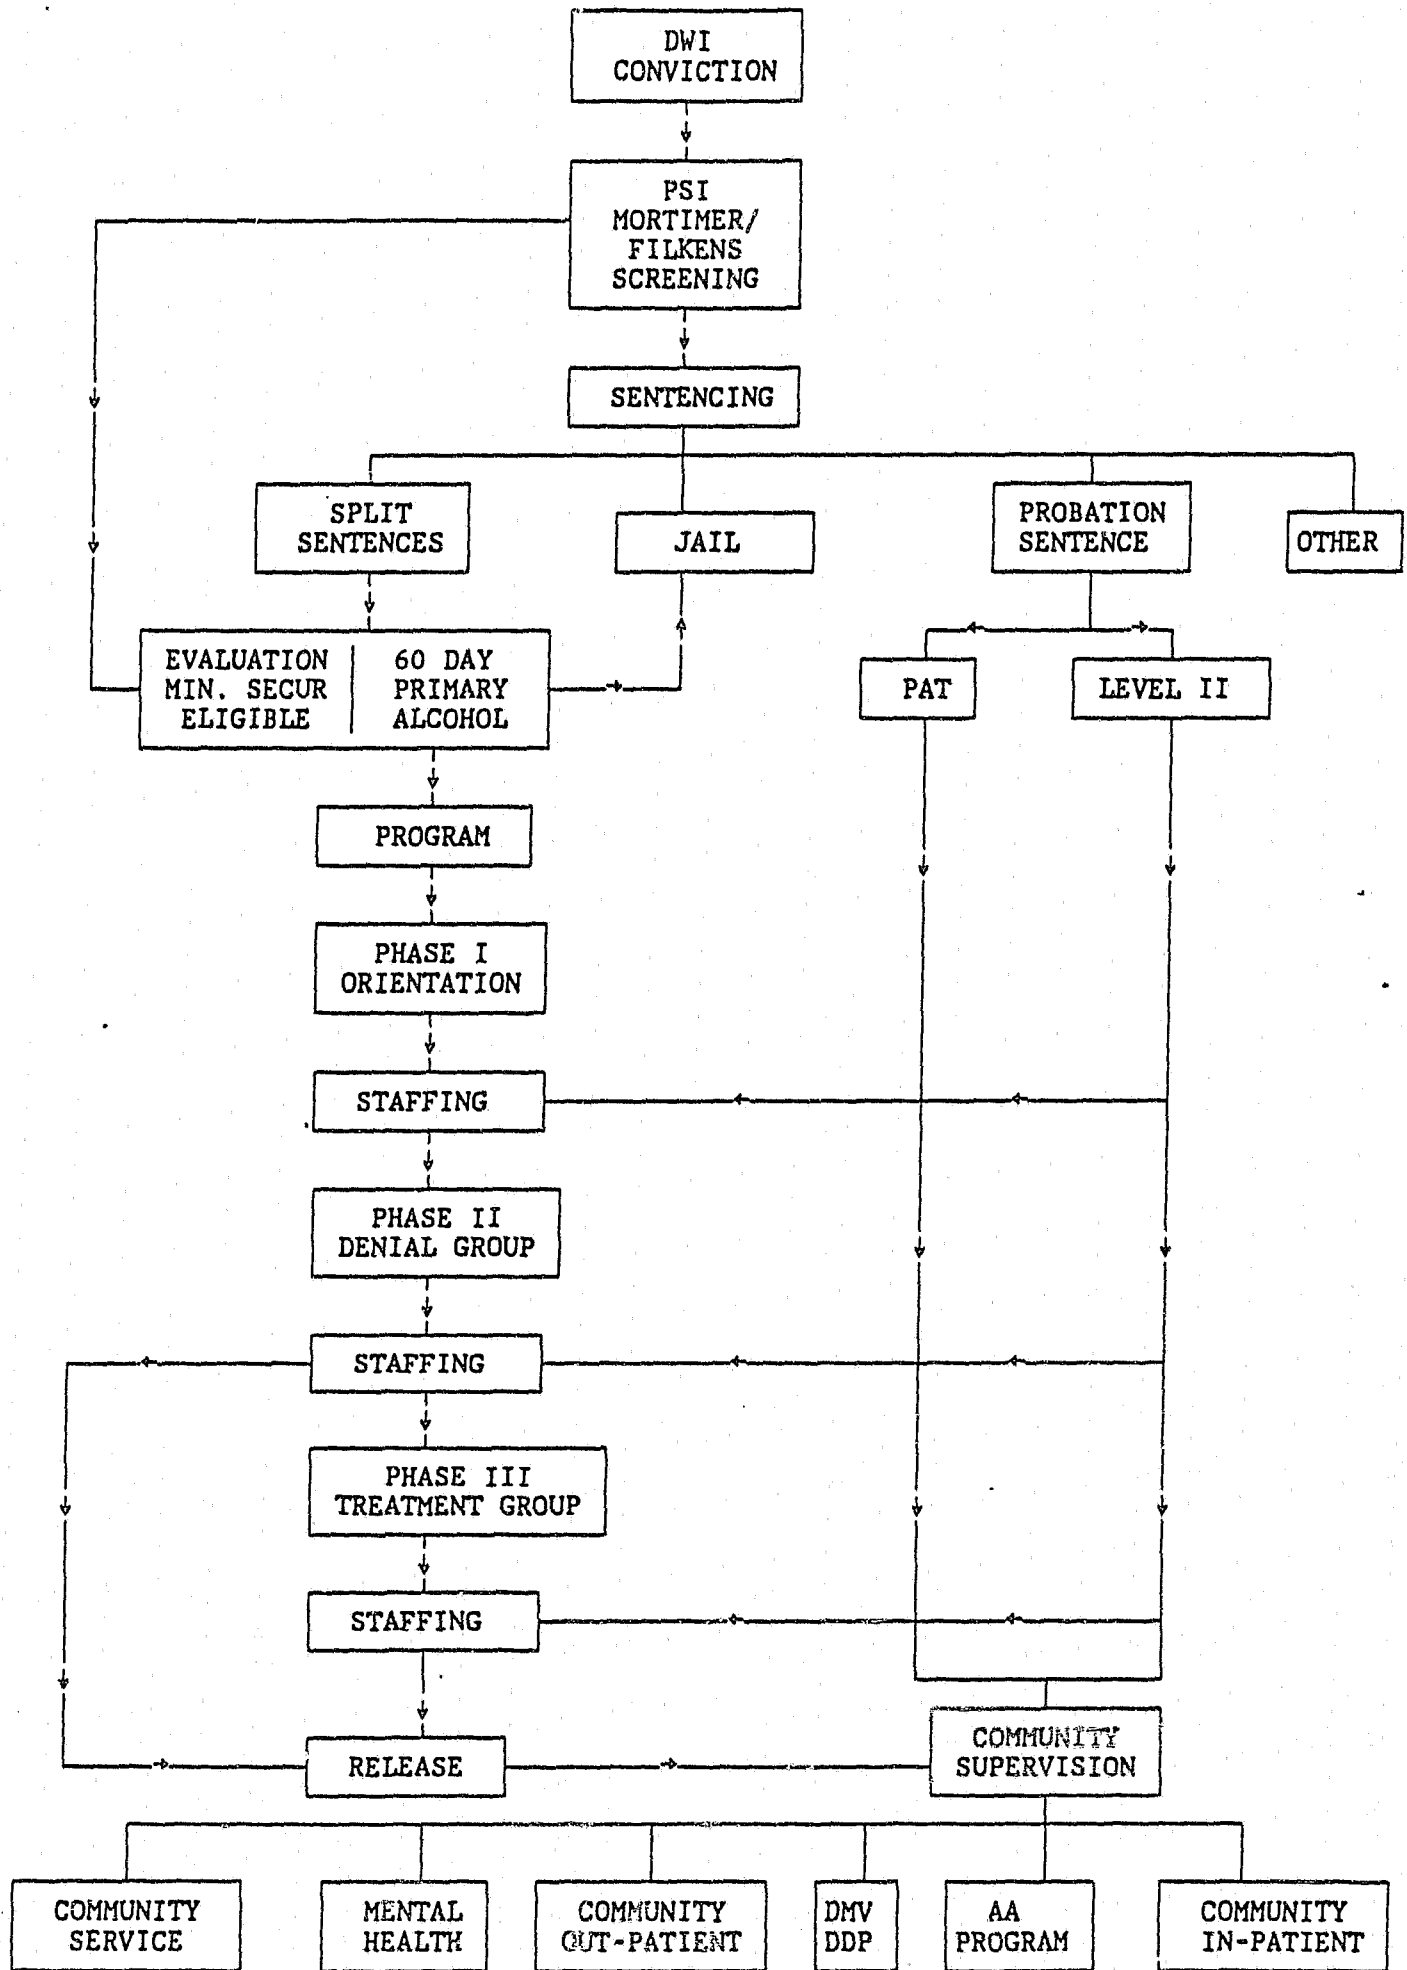 DWI
CONVICTION
PSI
MORTIMER/
FILKENS
SCREENING
SENTENCING
SPLIT
SENTENCES
JAIL
PROBATION
SENTENCE
OTHER
EVALUATION
MIN. SECUR
ELIGIBLE
60 DAY
PRIMARY
ALCOHOL
PAT
LEVEL II
PROGRAM
PHASE I
ORIENTATION
STAFFING
PHASE II
DENIAL GROUP
STAFFING
PHASE III
TREATMENT GROUP
STAFFING
RELEASE
COMMUNITY
SUPERVISION
COMMUNITY
SERVICE
MENTAL
HEALTH
COMMUNITY
OUT-PATIENT
DMV
DDP
AA
PROGRAM
COMMUNITY
IN-PATIENT